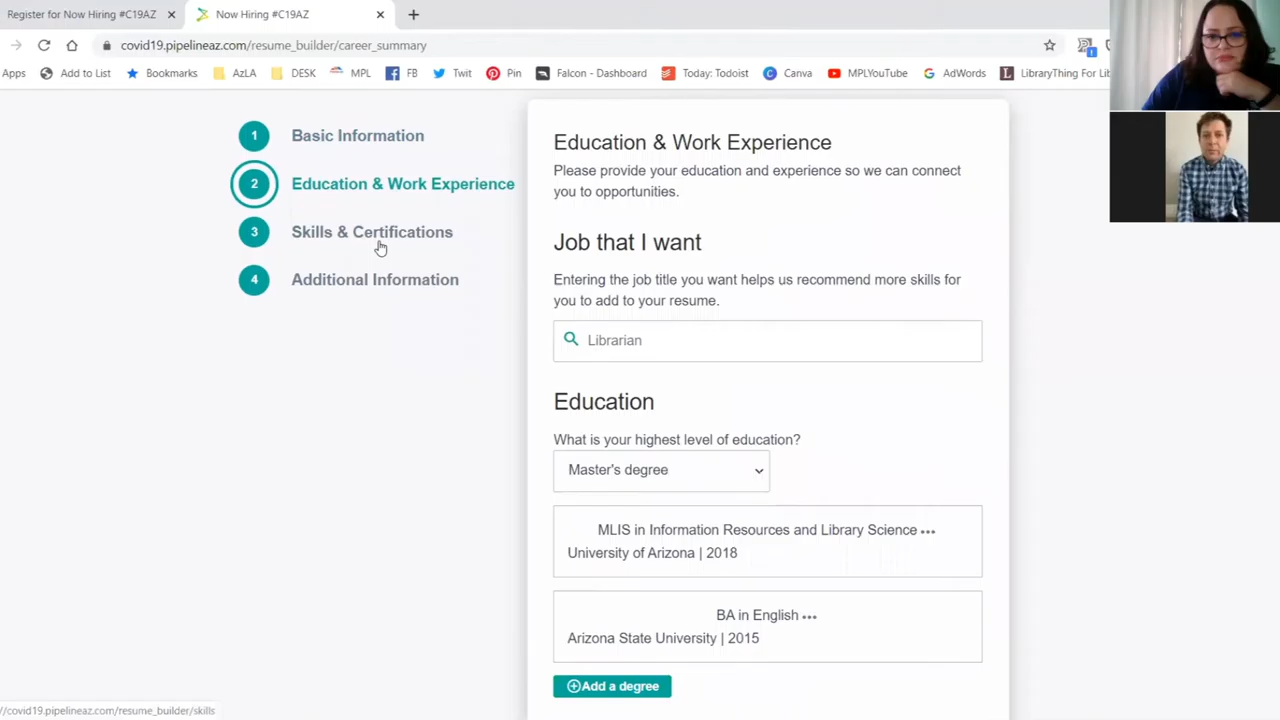 Register for Now Hiring #C19AZ
Now Hiring #C19AZ
covid19.pipelineaz.com/resume_builder/career_summary
Apps Add to List Bookmarks AzLA DESK MPL FB Twit Pin Falcon - Dashboard Today: Todoist Canva MPLYouTube AdWords LibraryThing For Li
1 Basic Information
2 Education & Work Experience
3 Skills & Certifications
4 Additional Information
Education & Work Experience
Please provide your education and experience so we can connect
you to opportunities.
Job that I want
Entering the job title you want helps us recommend more skills for
you to add to your resume.
Librarian
Education
What is your highest level of education?
Master's degree
MLIS in Information Resources and Library Science •••
University of Arizona | 2018
BA in English •••
Arizona State University | 2015
Add a degree
//covid19.pipelineaz.com/resume_builder/skills